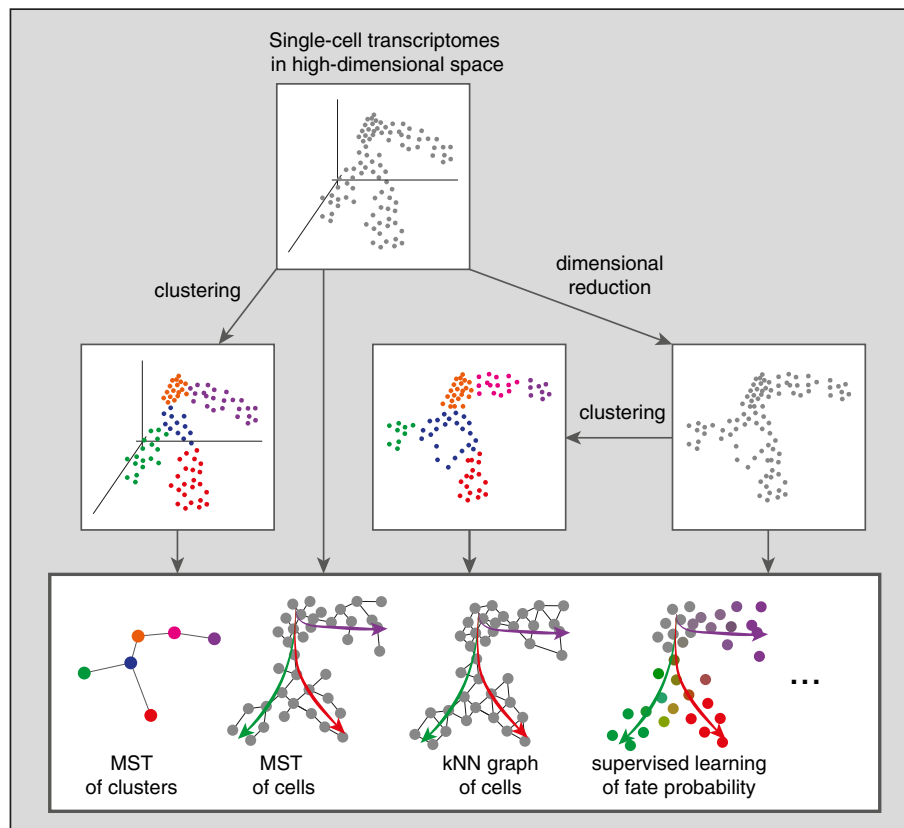 Single-cell transcriptomes
in high-dimensional space
clustering
dimensional
reduction
clustering
MST
of clusters
MST
of cells
kNN graph
of cells
supervised learning
of fate probability
...